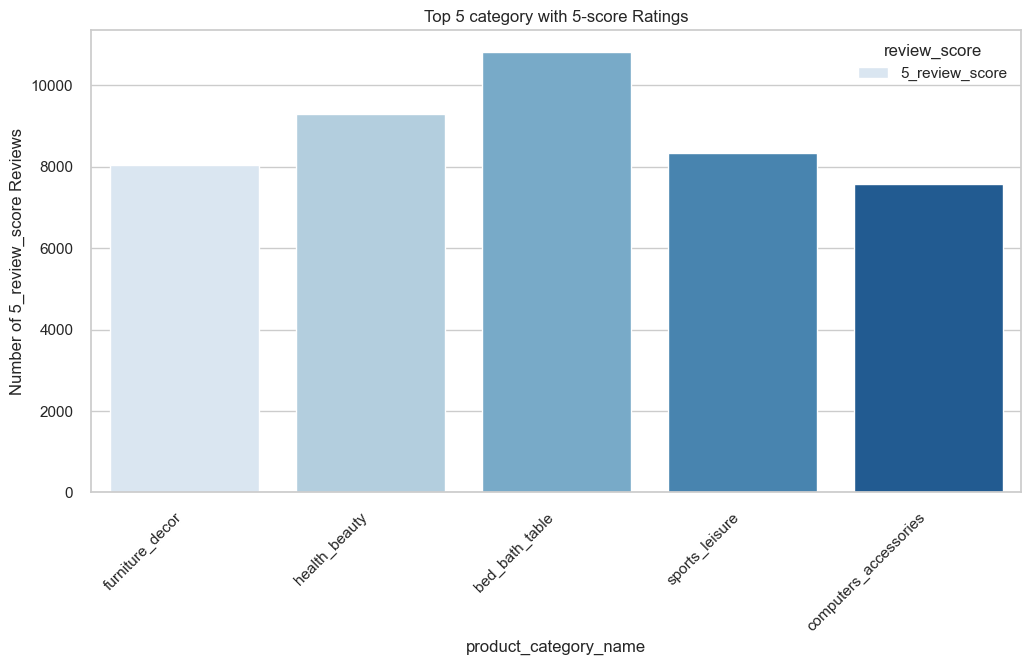 Top 5 category with 5-score Ratings
review_score
5_review_score
Number of 5_review_score Reviews
10000
8000
6000
4000
2000
0
furniture_decor
health_beauty
bed_bath_table
sports_leisure
computers_accessories
product_category_name